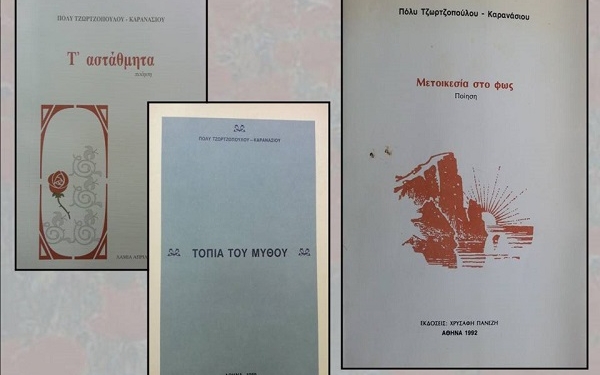 ΠΟΛΥ ΤΖΩΡΤΖΟΠΟΥΛΟΥ - ΚΑΡΑΝΑΣΙΟΥ
Τ' αστάθμητα
ποίηση
ΠΟΛΥ ΤΖΩΡΤΖΟΠΟΥΛΟΥ - ΚΑΡΑΝΑΣΙΟΥ
ΤΟΠΙΑ ΤΟΥ ΜΥΘΟΥ
Πόλυ Τζωρτζοπούλου - Καρανάσιου
Μετοικεσία στο φως
Ποίηση
ΕΚΔΟΣΕΙΣ: ΧΡΥΣΑΦΗ ΠΑΝΕΖΗ
ΑΘΗΝΑ 1992